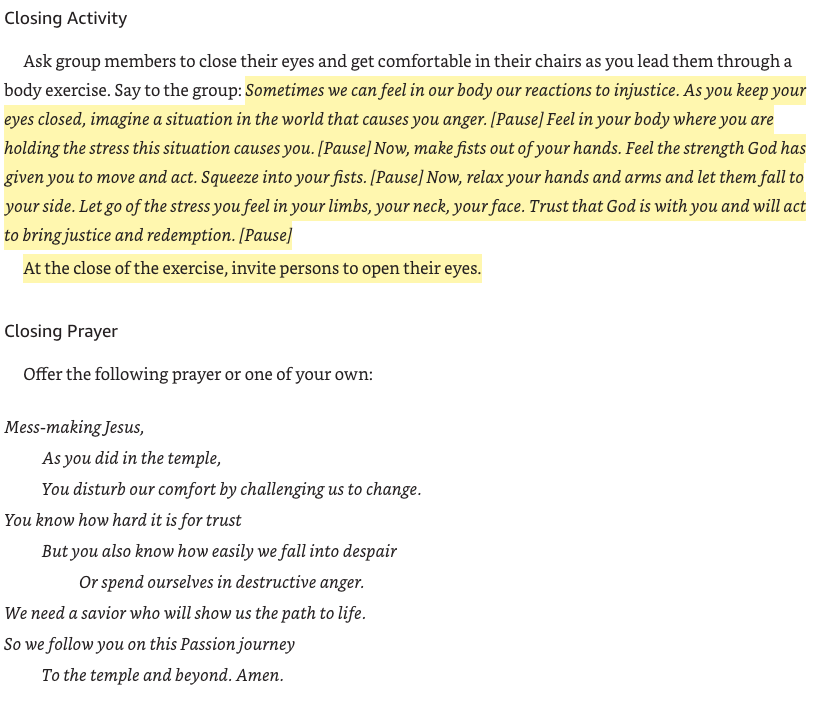 Closing Activity
Ask group members to close their eyes and get comfortable in their chairs as you lead them through a
body exercise. Say to the group: Sometimes we can feel in our body our reactions to injustice. As you keep your
eyes closed, imagine a situation in the world that causes you anger. [Pause] Feel in your body where you are
holding the stress this situation causes you. [Pause] Now, make fists out of your hands. Feel the strength God has
given you to move and act. Squeeze into your fists. [Pause] Now, relax your hands and arms and let them fall to
your side. Let go of the stress you feel in your limbs, your neck, your face. Trust that God is with you and will act
to bring justice and redemption. [Pause]
At the close of the exercise, invite persons to open their eyes.
Closing Prayer
Offer the following prayer or one of your own:
Mess-making Jesus,
As you did in the temple,
You disturb our comfort by challenging us to change.
You know how hard it is for trust
But you also know how easily we fall into despair
Or spend ourselves in destructive anger.
We need a savior who will show us the path to life.
So we follow you on this Passion journey
To the temple and beyond. Amen.